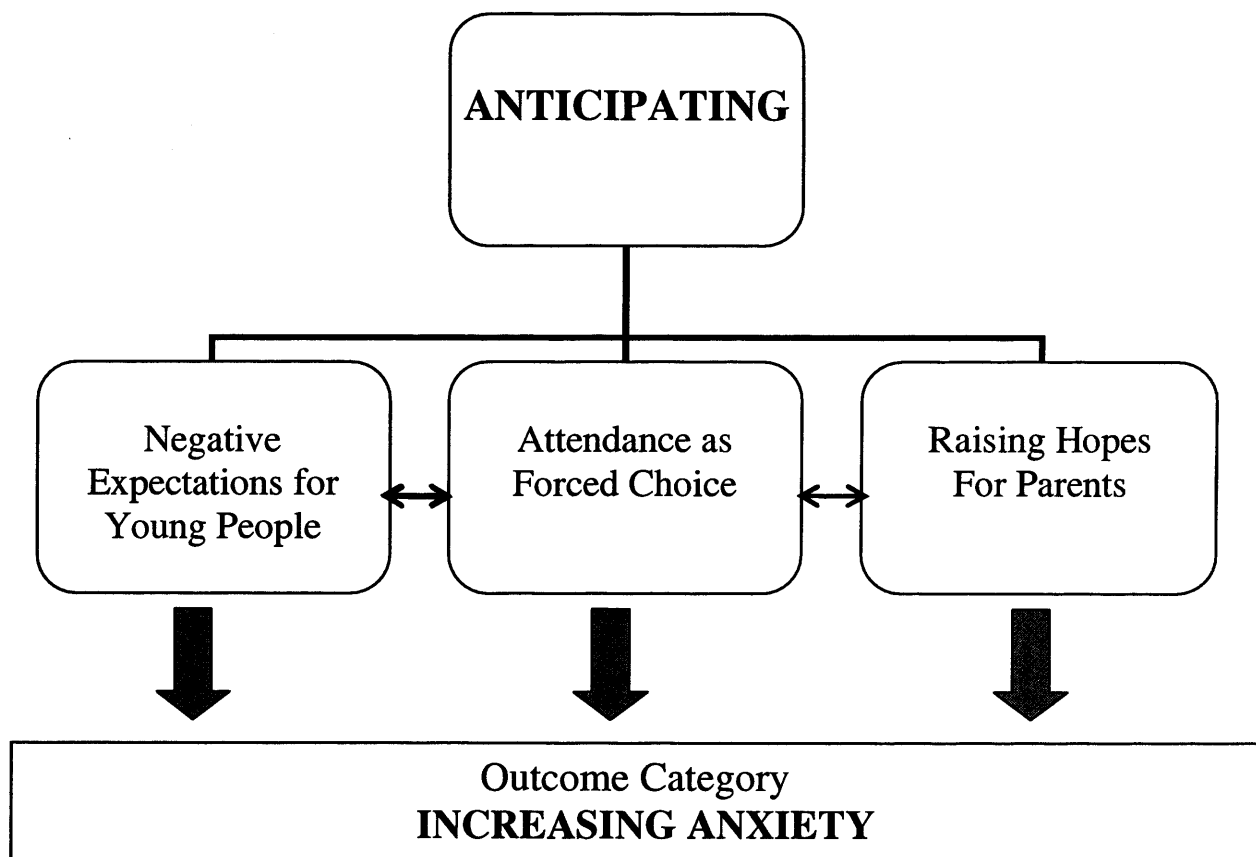 ANTICIPATING
Negative
Expectations for
Young People
Attendance as
Forced Choice
Raising Hopes
For Parents
Outcome Category
INCREASING ANXIETY